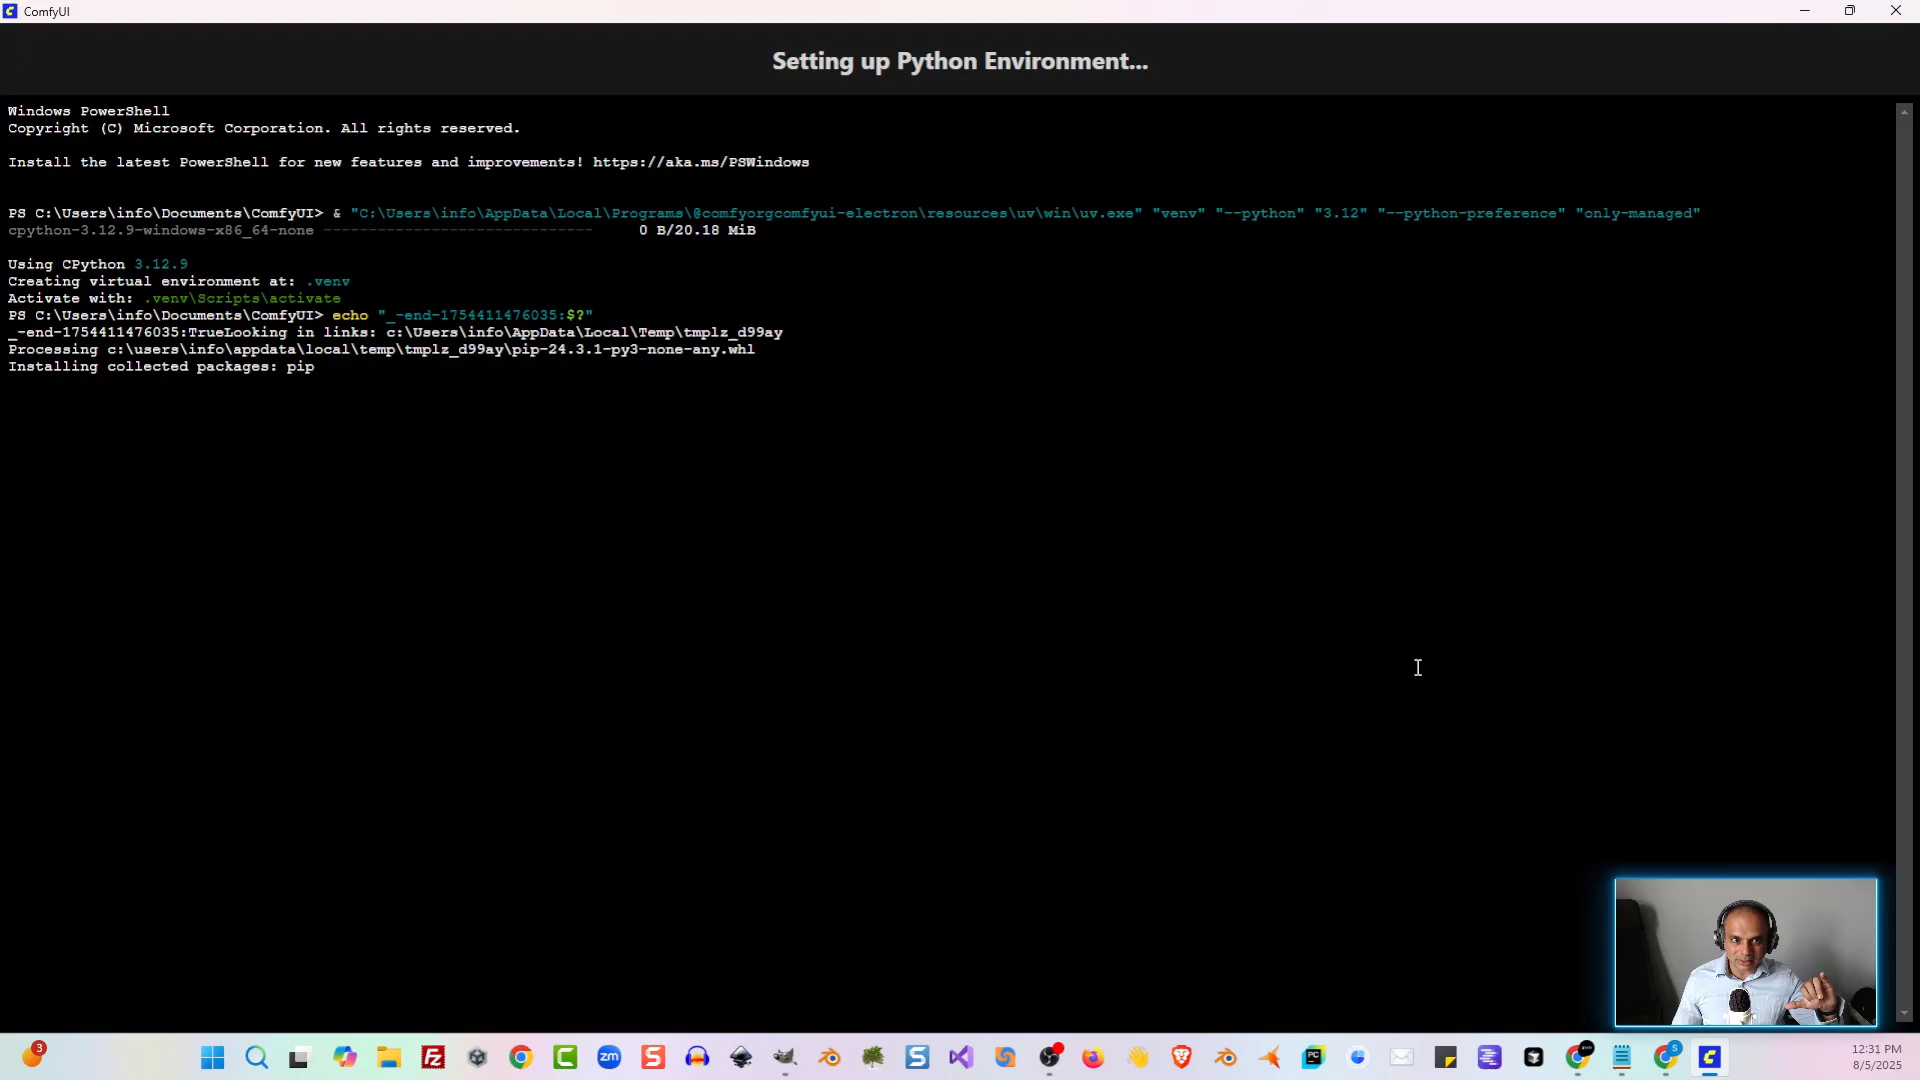 ComfyUI
Setting up Python Environment...
Windows PowerShell
Copyright (C) Microsoft Corporation. All rights reserved.
Install the latest PowerShell for new features and improvements! https://aka.ms/PSWindows
PS C:\Users\info\Documents\ComfyUI> & "C:\Users\info\AppData\Local\Programs\@comfyorgcomfyui-electron\resources\uv\win\uv.exe" "venv" "--python" "3.12" "--python-preference" "only-managed"
cpython-3.12.9-windows-x86_64-none ------------------------------ 0 B/20.18 MiB
Using CPython 3.12.9
Creating virtual environment at: .venv
Activate with: .venv\Scripts\activate
PS C:\Users\info\Documents\ComfyUI> echo "_-end-1754411476035:$?"
_-end-1754411476035:TrueLooking in links: c:\Users\info\AppData\Local\Temp\tmplz_d99ay
Processing c:\users\info\appdata\local\temp\tmplz_d99ay\pip-24.3.1-py3-none-any.whl
Installing collected packages: pip
3
Fz
zm
S
S
PC
S
12:31 PM
8/5/2025